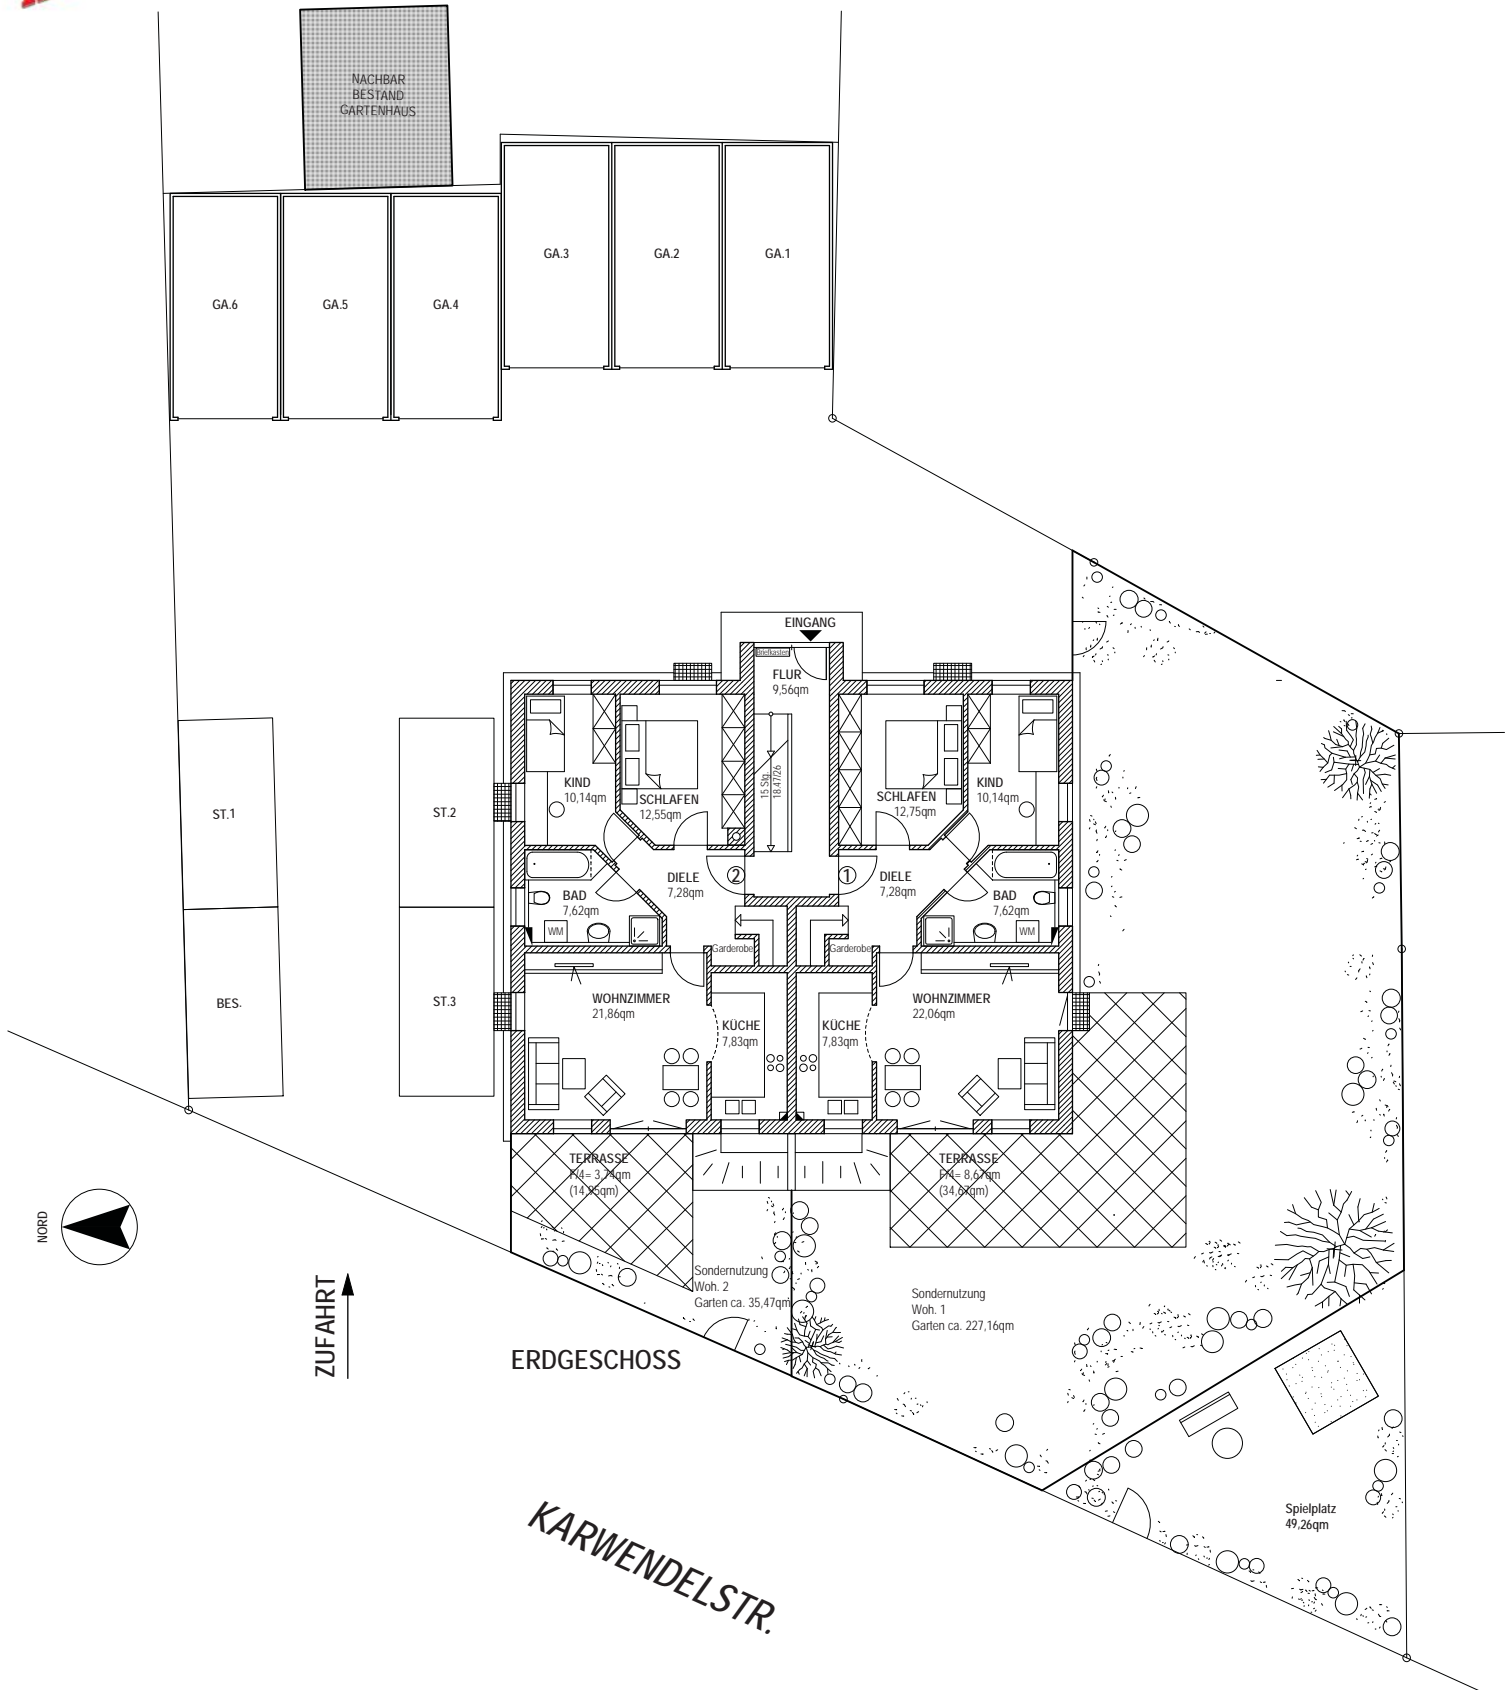 NACHBAR
BESTAND
GARTENHAUS
GA.3
GA.2
GA.1
GA.6
GA.5
GA.4
EINGANG
Briefkasten
FLUR
9,56qm
15 Stg.
18.47/26
KIND
10,14qm
SCHLAFEN
12,55qm
SCHLAFEN
12,75qm
KIND
10,14qm
ST.1
ST.2
DIELE
7,28qm
2
1
DIELE
7,28qm
BAD
7,62qm
WM
BAD
7,62qm
WM
Garderobe
Garderobe
BES.
ST.3
WOHNZIMMER
21,86qm
KÜCHE
7,83qm
KÜCHE
7,83qm
WOHNZIMMER
22,06qm
TERRASSE
F/4= 3,74qm
(14,95qm)
TERRASSE
F/4= 8,67qm
(34,67qm)
NORD
ZUFAHRT
Sondernutzung
Woh. 2
Garten ca. 35,47qm
Sondernutzung
Woh. 1
Garten ca. 227,16qm
ERDGESCHOSS
KARWENDELSTR.
Spielplatz
49,26qm